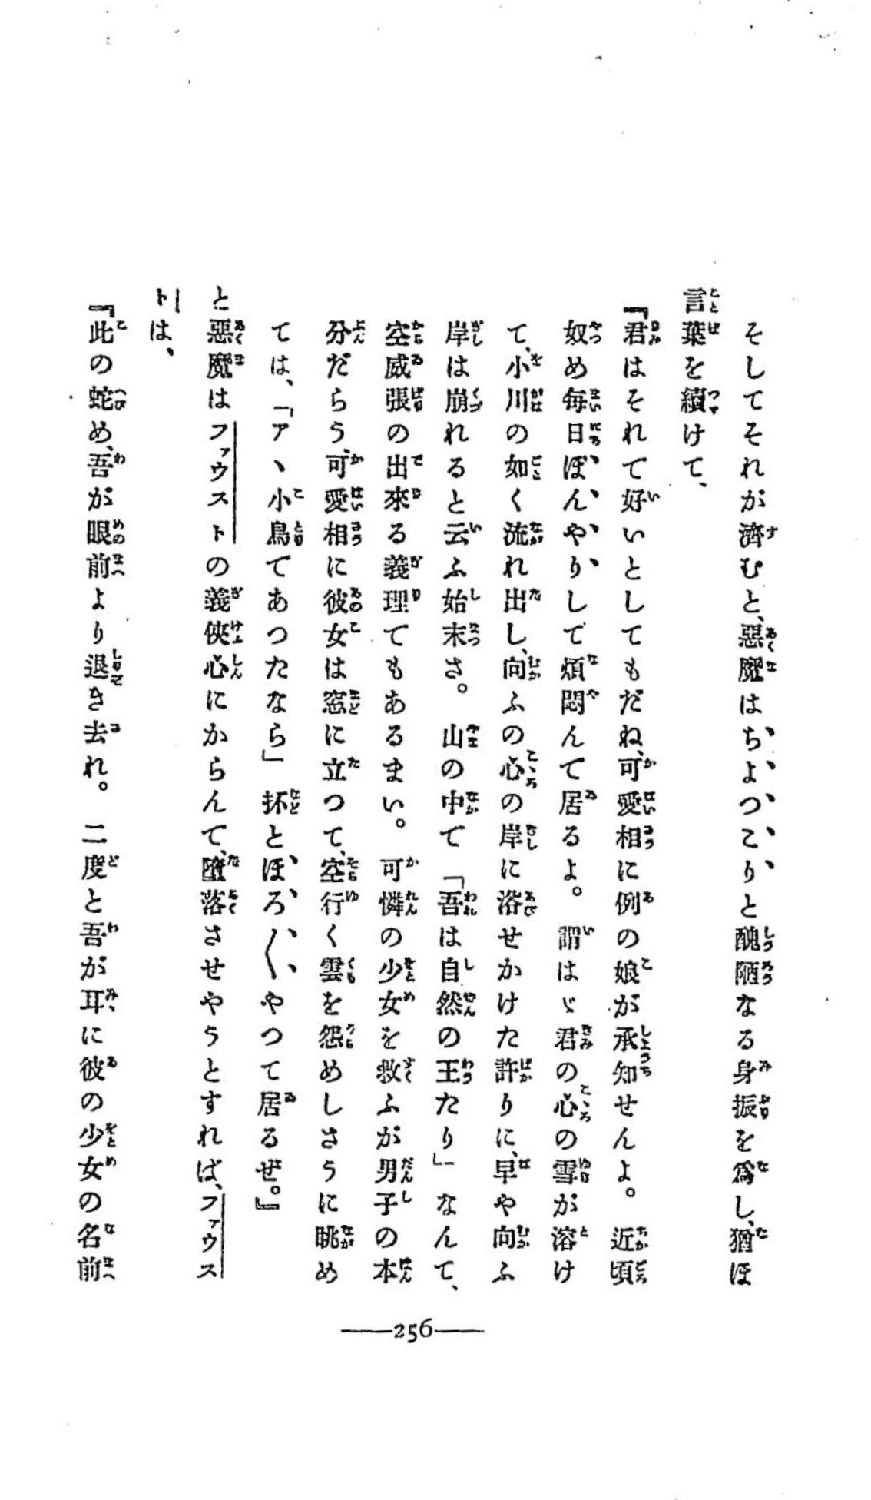 そしてそれが濟むと、惡魔はちよつこりと醜陋なる身振を爲し、猶ほ
言葉を續けて、
『君はそれで好いとしてもだね、可愛相に例の娘が承知せんよ。近頃
奴め毎日ぼんやりして煩悶んで居るよ。謂はゞ君の心の雪が溶け
て、小川の如く流れ出し、向ふの心の岸に浴せかけた許りに、早や向ふ
岸は崩れると云ふ始末さ。山の中で「吾は自然の王たり」なんて、
空威張の出來る義理でもあるまい。可憐の少女を救ふが男子の本
分だらう、可愛相に彼女は窓に立つて、空行く雲を怨めしさうに眺め
ては、「アヽ小鳥であつたなら」抔とほろ〱やつて居るぜ。』
と惡魔はファウストの義俠心にからんで、墮落させやうとすれば、ファウス
トは、
『此の蛇め、吾が眼前より退き去れ。二度と吾が耳に彼の少女の名前
256